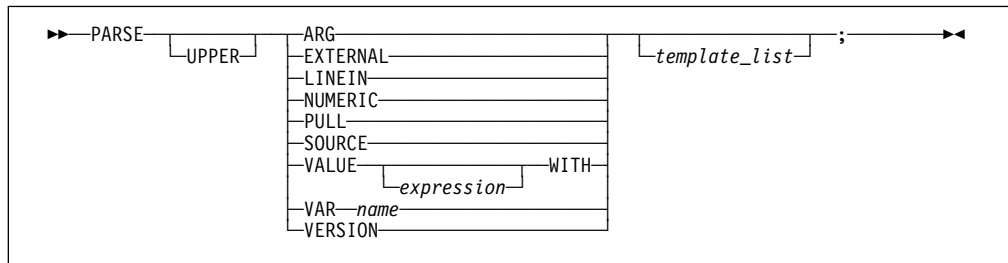 PARSE ARG ;
UPPER EXTERNAL template_list
LINEIN
NUMERIC
PULL
SOURCE
VALUE WITH
expression
VAR name
VERSION